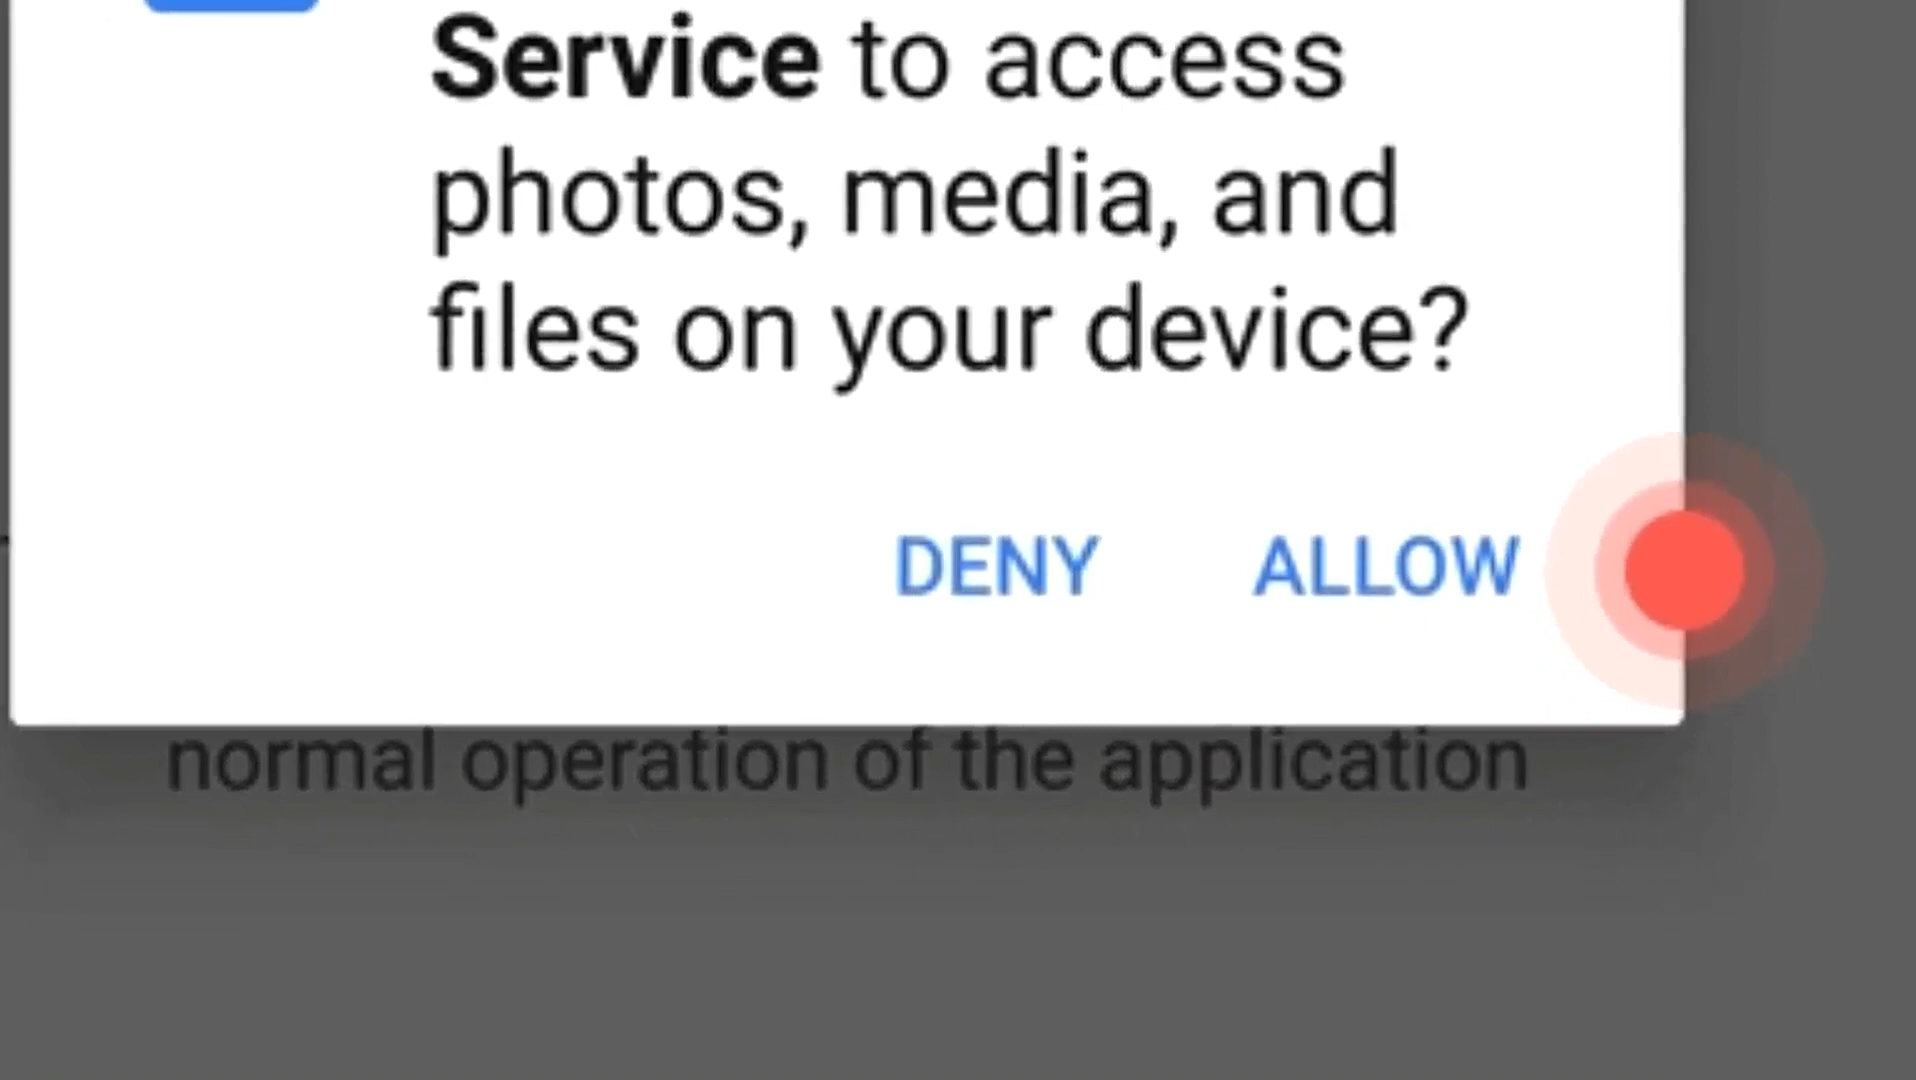 Service to access
photos, media, and
files on your device?
DENY ALLOW
normal operation of the application